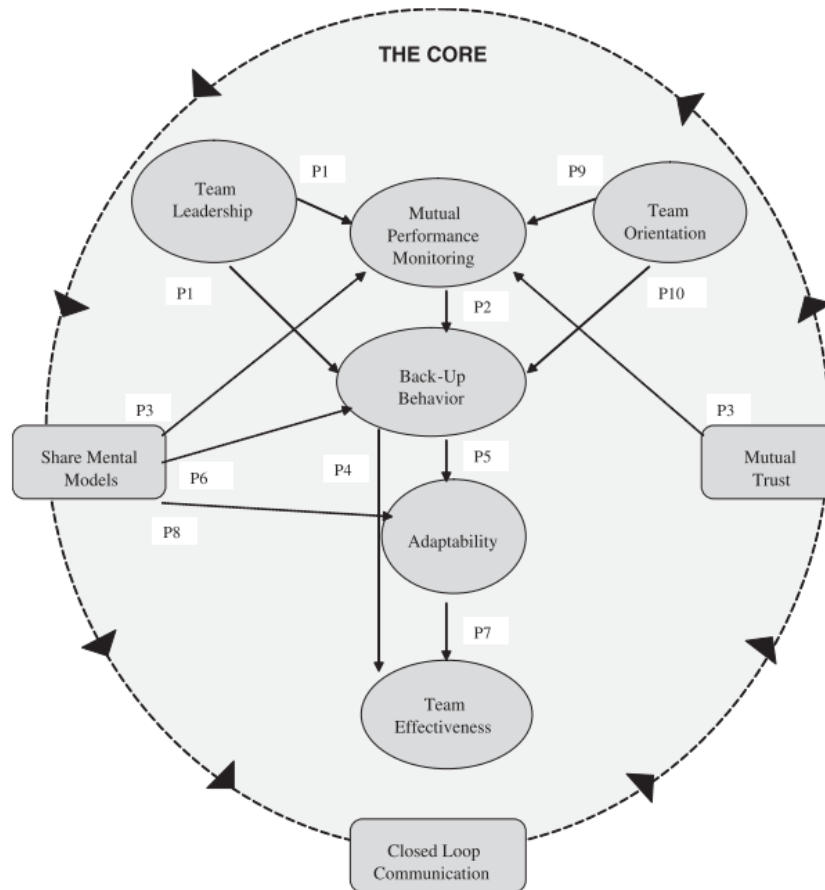 THE CORE
P1
P9
Team
Leadership
Mutual
Performance
Monitoring
Team
Orientation
P1
P2
P10
Back-Up
Behavior
P3
P3
Share Mental
Models
P6
P4
P5
Mutual
Trust
P8
Adaptability
P7
Team
Effectiveness
Closed Loop
Communication